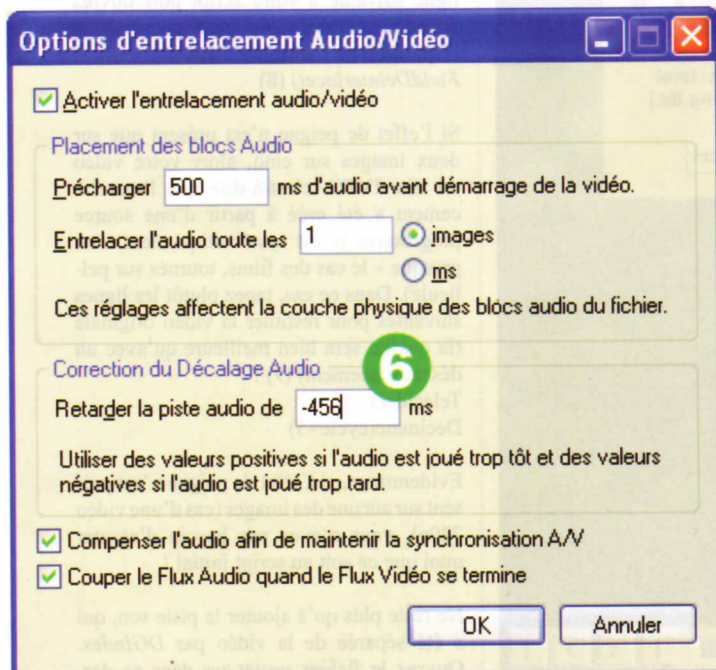 Options d'entrelacement Audio/Vidéo
Activer l'entrelacement audio/vidéo
Placement des blocs Audio
Précharger 500 ms d'audio avant démarrage de la vidéo.
Entrelacer l'audio toute les 1 images
ms
Ces réglages affectent la couche physique des blocs audio du fichier.
Correction du Décalage Audio
6
Retarder la piste audio de -456 ms
Utiliser des valeurs positives si l'audio est joué trop tôt et des valeurs
négatives si l'audio est joué trop tard.
Compenser l'audio afin de maintenir la synchronisation A/V
Couper le Flux Audio quand le Flux Vidéo se termine
OK Annuler